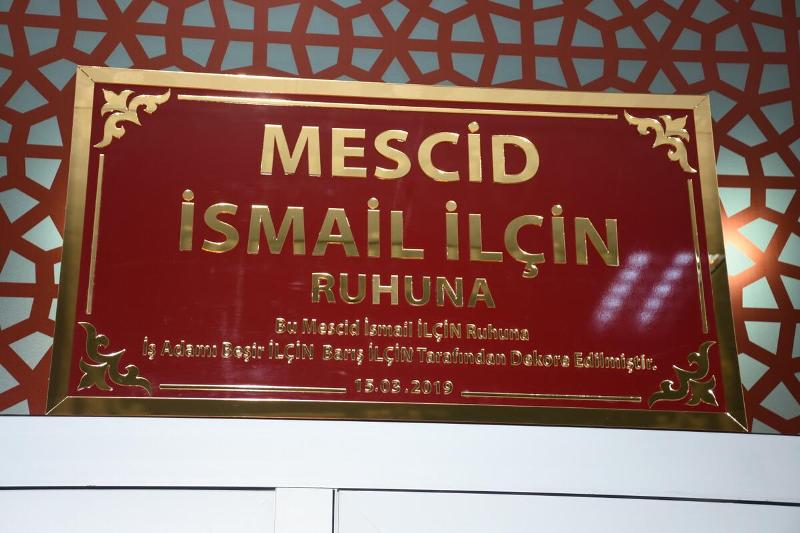 MESCİD
İSMAİL İLÇİN
RUHUNA
Bu Mescid İsmail İLÇİN Ruhuna
İş Adamı Beşir İLÇİN Barış İLÇİN Tarafından Dekore Edilmiştir.
15.03.2019